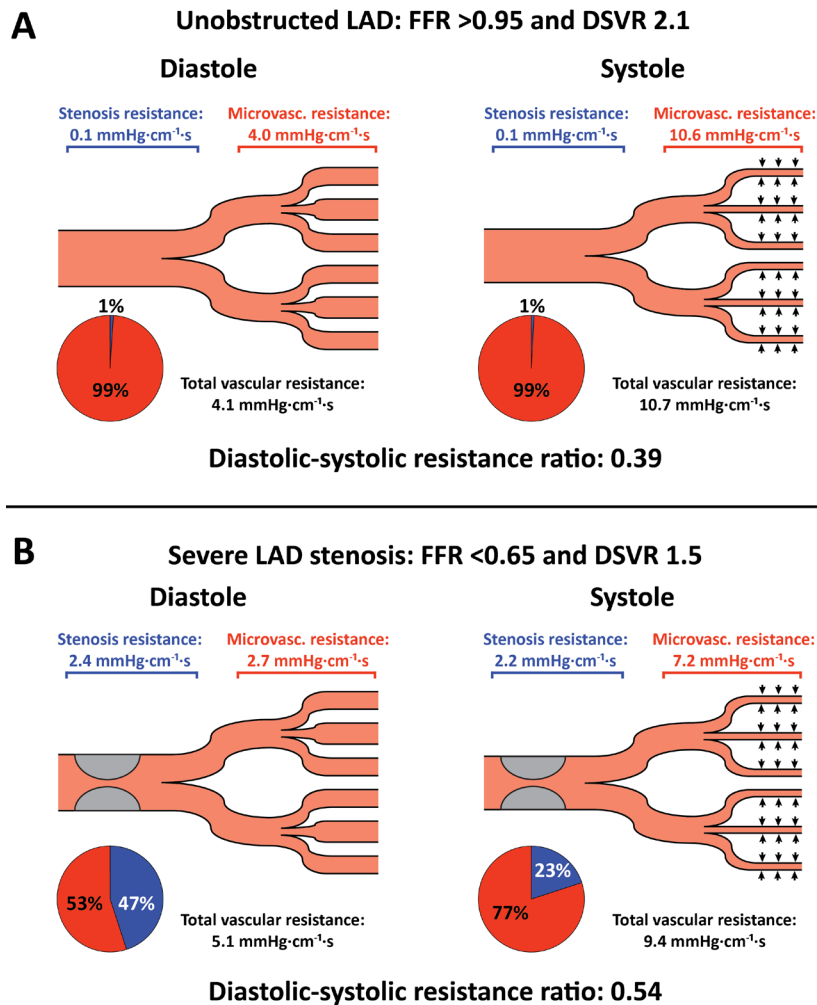 A
Unobstructed LAD: FFR >0.95 and DSVR 2.1
Diastole
Systole
Stenosis resistance:
0.1 mmHg·cm⁻¹·s
Microvasc. resistance:
4.0 mmHg·cm⁻¹·s
Stenosis resistance:
0.1 mmHg·cm⁻¹·s
Microvasc. resistance:
10.6 mmHg·cm⁻¹·s
1%
99%
Total vascular resistance:
4.1 mmHg·cm⁻¹·s
1%
99%
Total vascular resistance:
10.7 mmHg·cm⁻¹·s
Diastolic-systolic resistance ratio: 0.39
B
Severe LAD stenosis: FFR <0.65 and DSVR 1.5
Diastole
Systole
Stenosis resistance:
2.4 mmHg·cm⁻¹·s
Microvasc. resistance:
2.7 mmHg·cm⁻¹·s
Stenosis resistance:
2.2 mmHg·cm⁻¹·s
Microvasc. resistance:
7.2 mmHg·cm⁻¹·s
53%
47%
Total vascular resistance:
5.1 mmHg·cm⁻¹·s
23%
77%
Total vascular resistance:
9.4 mmHg·cm⁻¹·s
Diastolic-systolic resistance ratio: 0.54